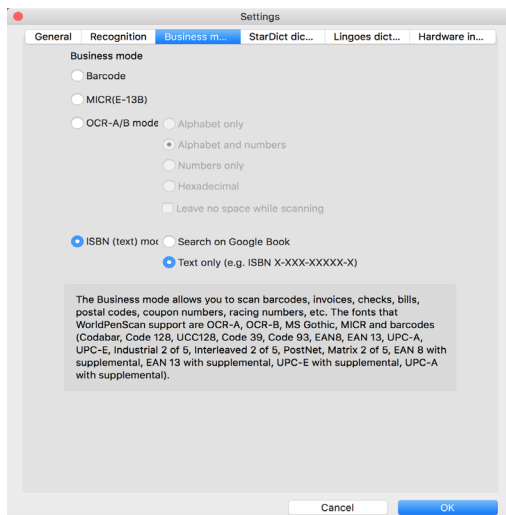 Settings
General Recognition Business m... StarDict dic... Lingoes dict... Hardware in...
Business mode
Barcode
MICR(E-13B)
OCR-A/B mode Alphabet only
Alphabet and numbers
Numbers only
Hexadecimal
Leave no space while scanning
ISBN (text) mo Search on Google Book
Text only (e.g. ISBN X-XXX-XXXXX-X)
The Business mode allows you to scan barcodes, invoices, checks, bills,
postal codes, coupon numbers, racing numbers, etc. The fonts that
WorldPenScan support are OCR-A, OCR-B, MS Gothic, MICR and barcodes
(Codabar, Code 128, UCC128, Code 39, Code 93, EAN8, EAN 13, UPC-A,
UPC-E, Industrial 2 of 5, Interleaved 2 of 5, PostNet, Matrix 2 of 5, EAN 8 with
supplemental, EAN 13 with supplemental, UPC-E with supplemental, UPC-A
with supplemental).
Cancel OK